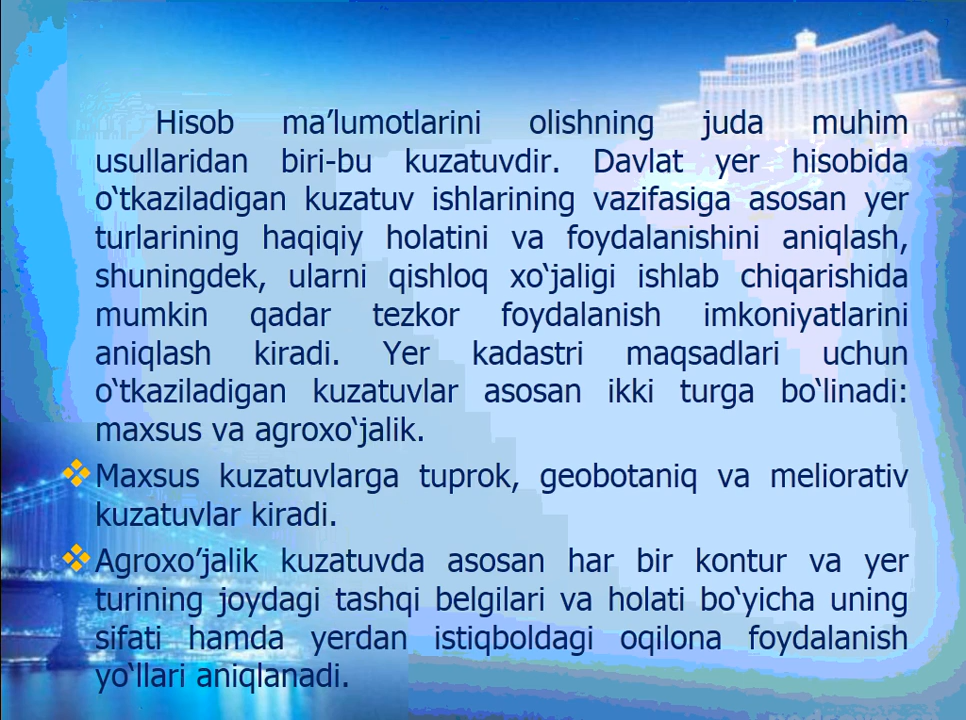 Hisob ma’lumotlarini olishning juda muhim
usullaridan biri-bu kuzatuvdir. Davlat yer hisobida
o‘tkaziladigan kuzatuv ishlarining vazifasiga asosan yer
turlarining haqiqiy holatini va foydalanishini aniqlash,
shuningdek, ularni qishloq xo‘jaligi ishlab chiqarishida
mumkin qadar tezkor foydalanish imkoniyatlarini
aniqlash kiradi. Yer kadastri maqsadlari uchun
o‘tkaziladigan kuzatuvlar asosan ikki turga bo‘linadi:
maxsus va agroxo‘jalik.
Maxsus kuzatuvlarga tuprok, geobotaniq va meliorativ
kuzatuvlar kiradi.
Agroxo’jalik kuzatuvda asosan har bir kontur va yer
turining joydagi tashqi belgilari va holati bo‘yicha uning
sifati hamda yerdan istiqboldagi oqilona foydalanish
yo‘llari aniqlanadi.